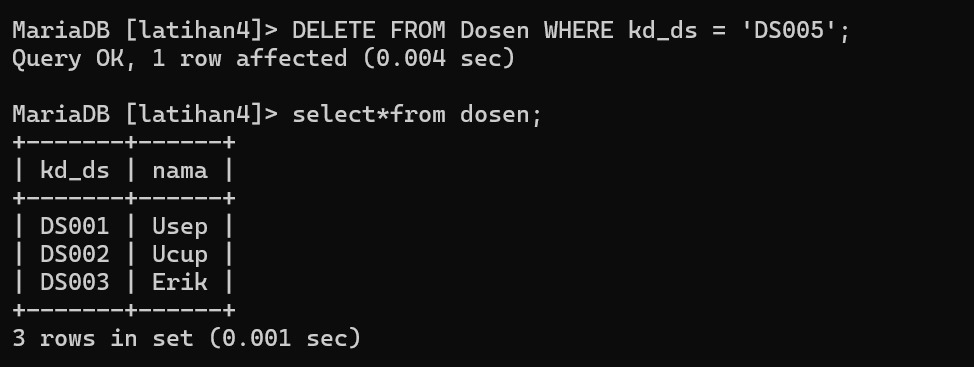 MariaDB [latihan4]> DELETE FROM Dosen WHERE kd_ds = 'DS005';
Query OK, 1 row affected (0.004 sec)
MariaDB [latihan4]> select*from dosen;
+-------+------+
| kd_ds | nama |
+-------+------+
| DS001 | Usep |
| DS002 | Ucup |
| DS003 | Erik |
+-------+------+
3 rows in set (0.001 sec)